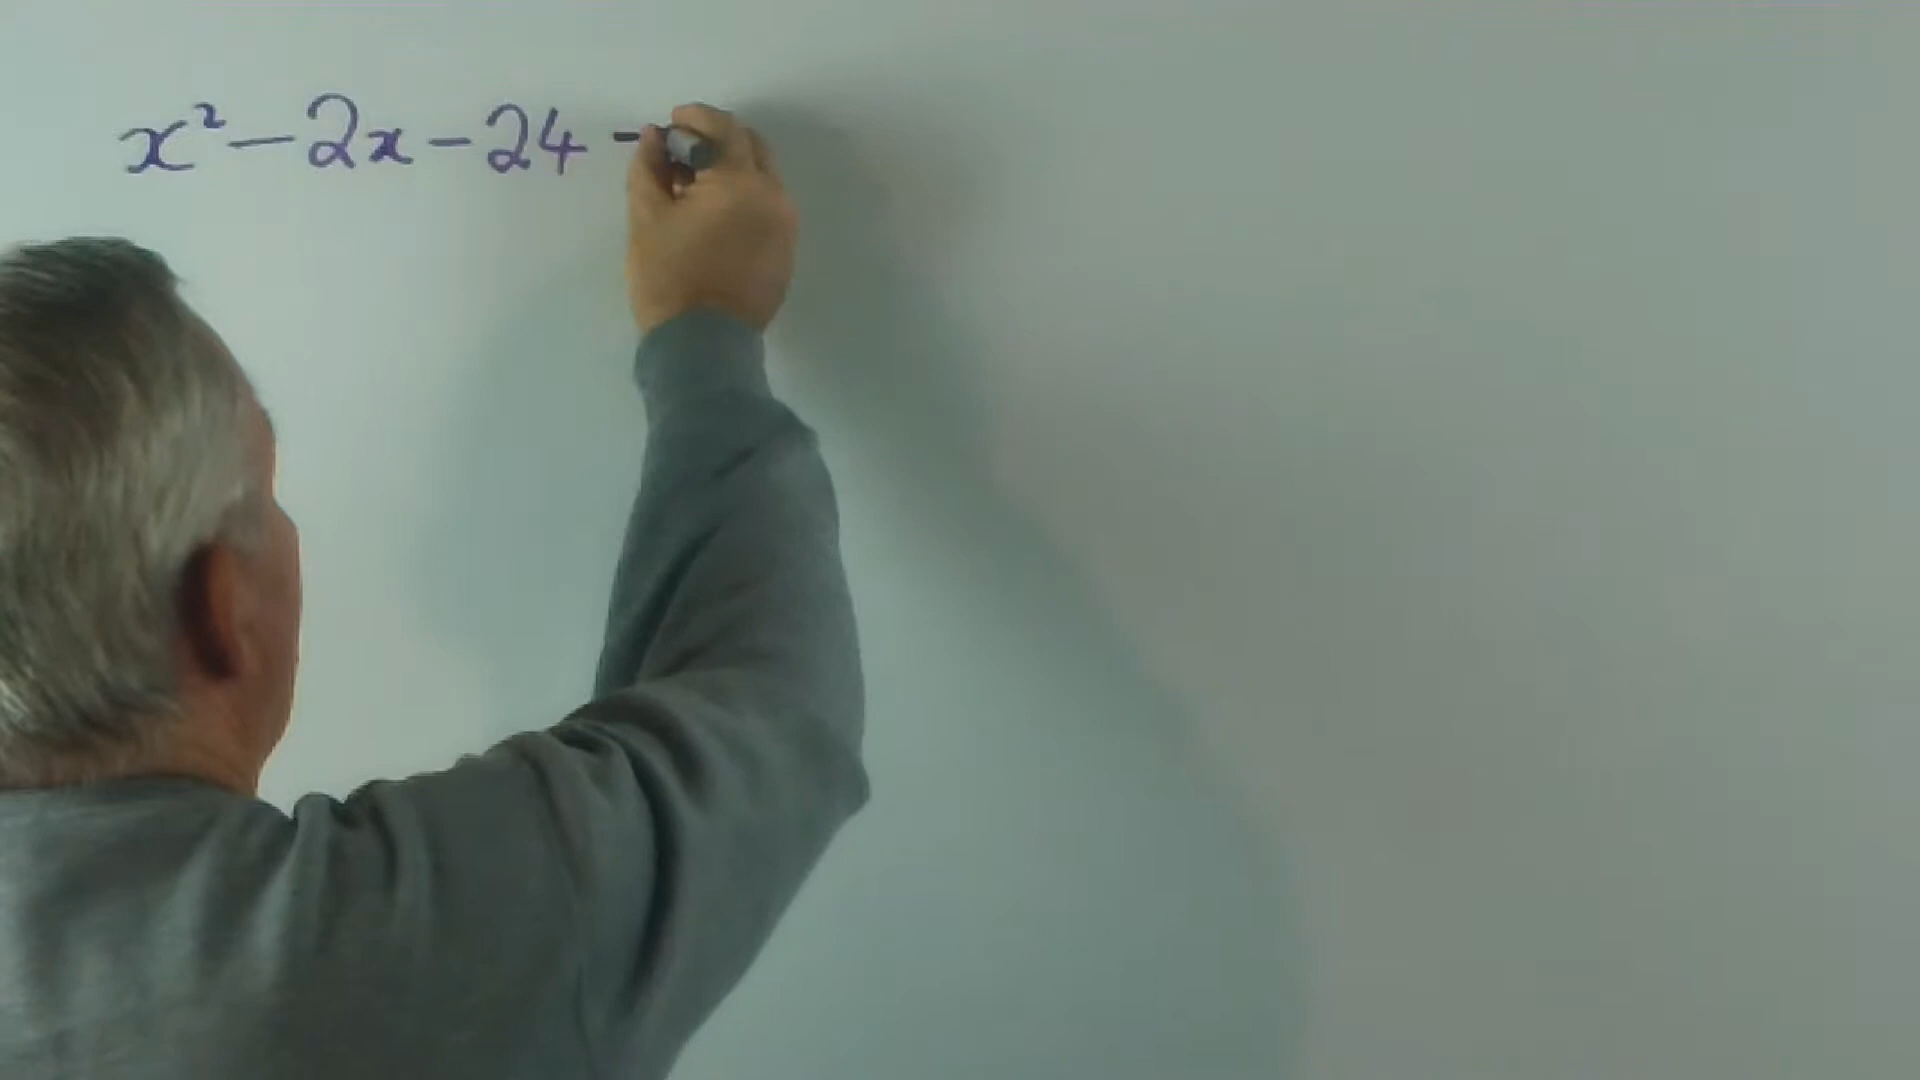 x² - 2x - 24 -